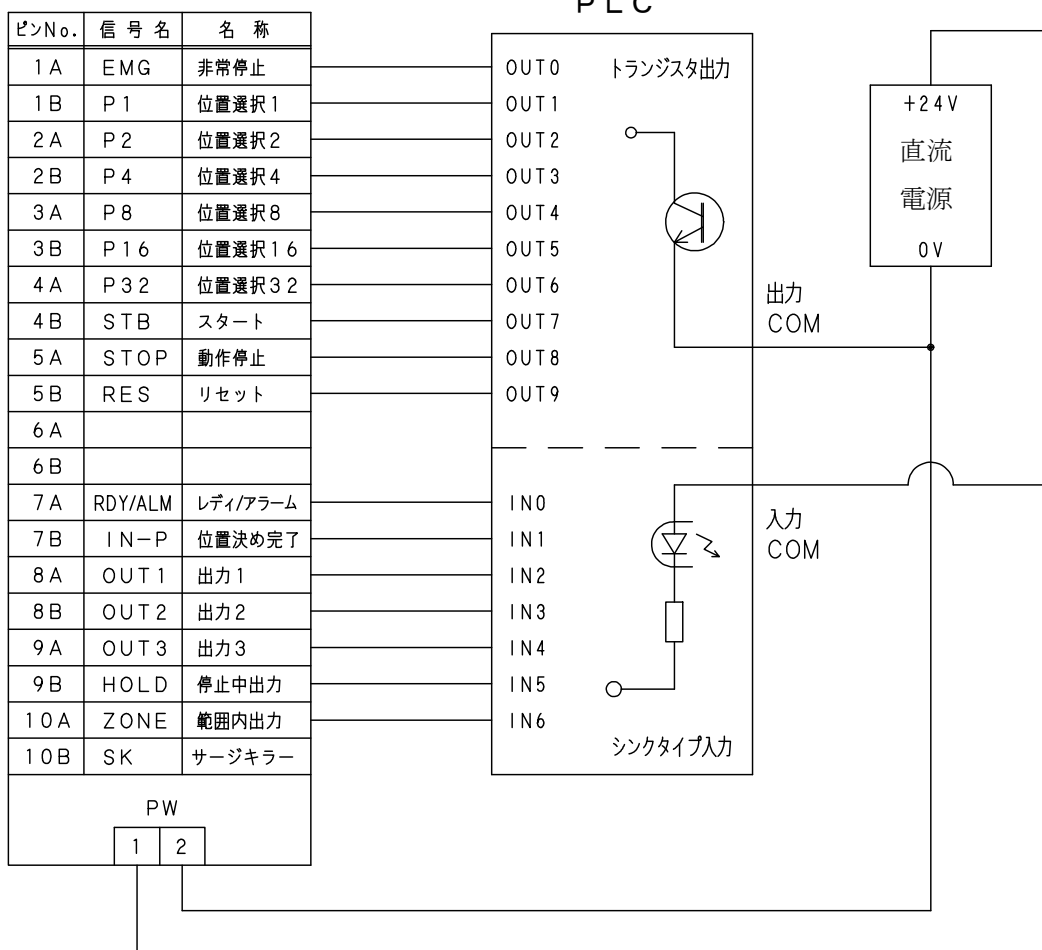 PLC
ピンNo. 信号名 名称
1A EMG 非常停止 OUT0 トランジスタ出力
1B P1 位置選択1 OUT1 +24V
2A P2 位置選択2 OUT2 直流
2B P4 位置選択4 OUT3 電源
3A P8 位置選択8 OUT4
3B P16 位置選択16 OUT5 0V
4A P32 位置選択32 OUT6 出力
4B STB スタート OUT7 COM
5A STOP 動作停止 OUT8
5B RES リセット OUT9
6A
6B
7A RDY/ALM レディ/アラーム IN0 入力
7B IN-P 位置決め完了 IN1 COM
8A OUT1 出力1 IN2
8B OUT2 出力2 IN3
9A OUT3 出力3 IN4
9B HOLD 停止中出力 IN5
10A ZONE 範囲内出力 IN6
10B SK サージキラー シンクタイプ入力
PW
1 2